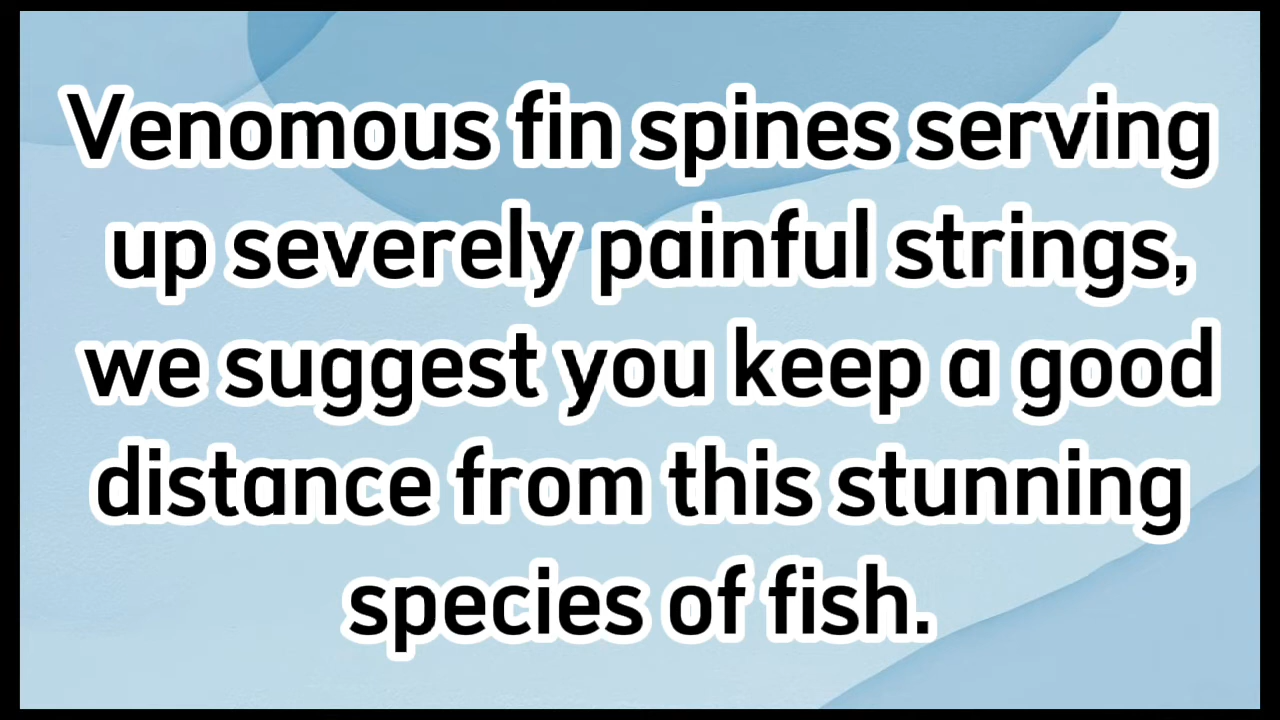 Venomous fin spines serving
up severely painful strings,
we suggest you keep a good
distance from this stunning
species of fish.